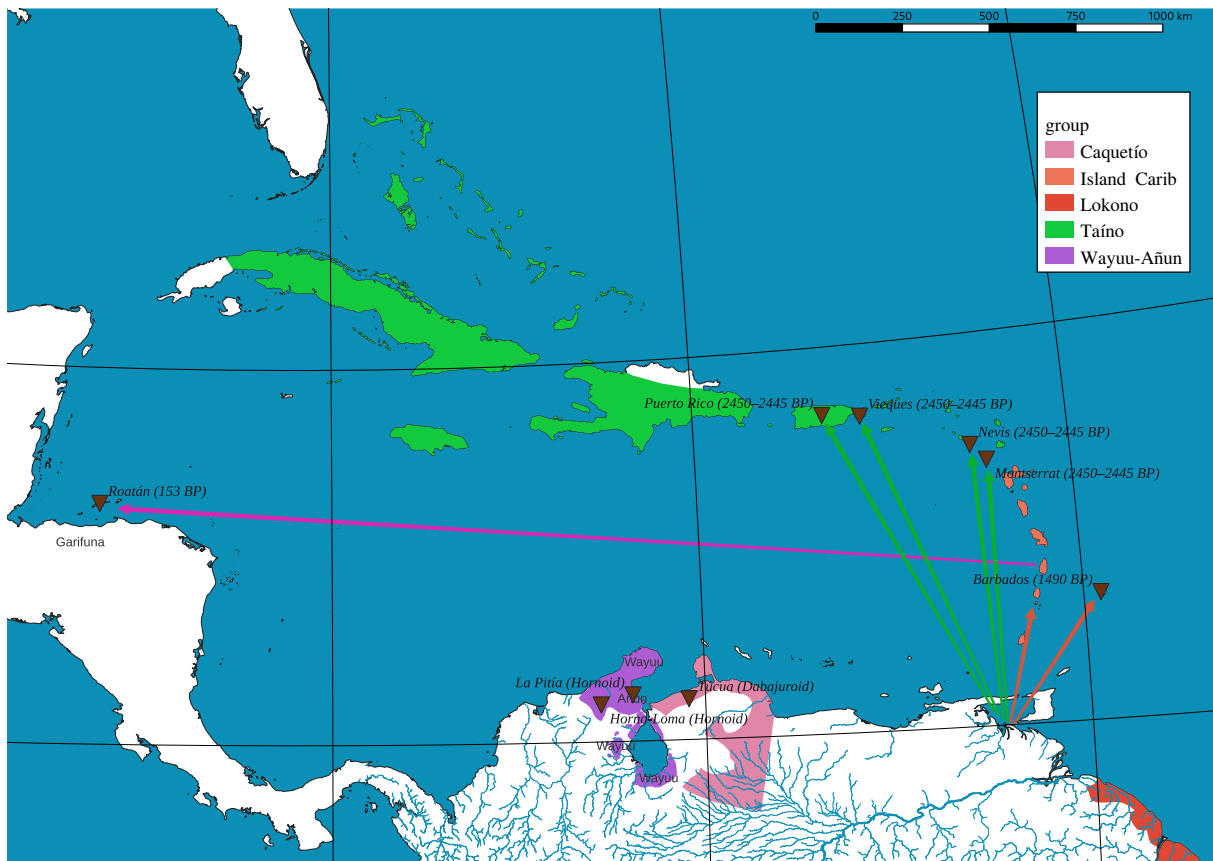 0 250 500 750 1000 km
group
Caquetío
Island Carib
Lokono
Taíno
Wayuu-Añun
Puerto Rico (2450–2445 BP)
Vieques (2450–2445 BP)
Nevis (2450–2445 BP)
Montserrat (2450–2445 BP)
Roatán (153 BP)
Garifuna
Barbados (1490 BP)
Wayuu
La Pitía (Hornoid)
Tucua (Dabajuroid)
Horno-Loma (Hornoid)
Wayuu
Wayuu